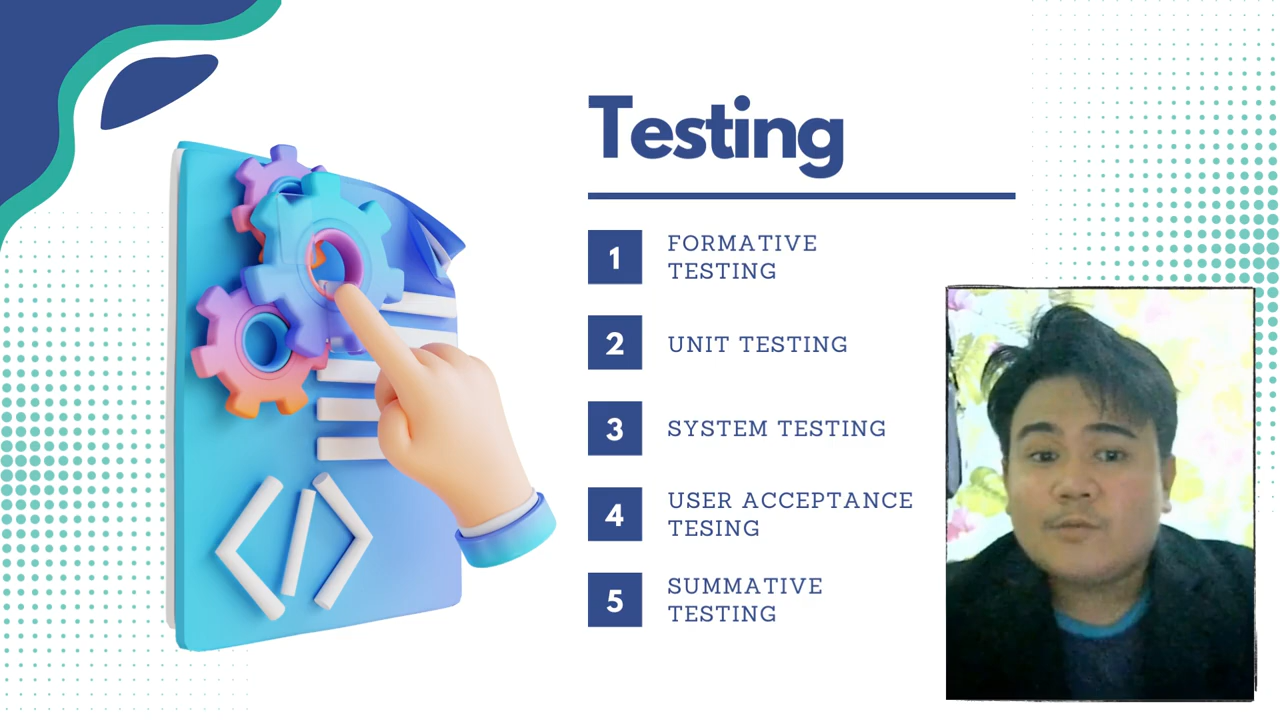 Testing
1
FORMATIVE
TESTING
2
UNIT TESTING
3
SYSTEM TESTING
4
USER ACCEPTANCE
TESING
5
SUMMATIVE
TESTING